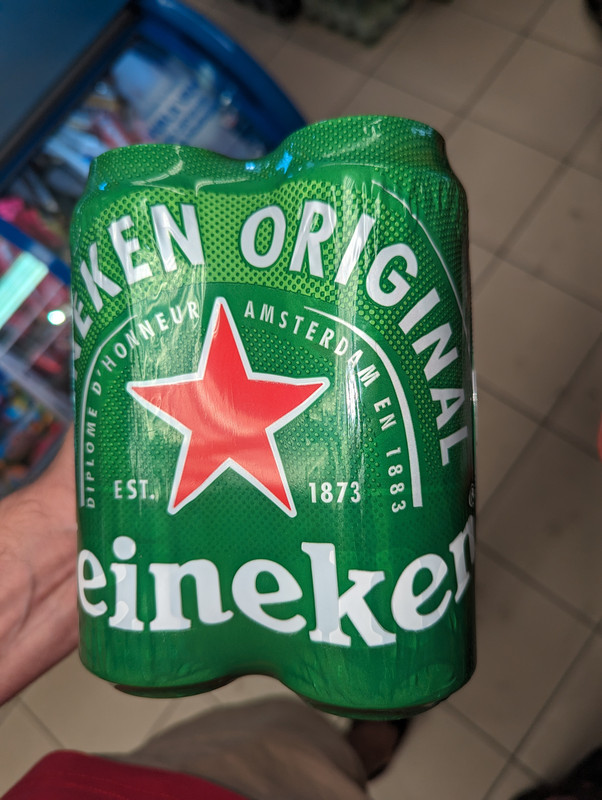 EKEN ORIGINAL
DIPLOME D'HONNEUR AMSTERDAM EN 1883
EST. 1873
eineken